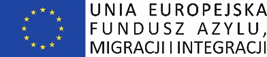 UNIA EUROPEJSKA
FUNDUSZ AZYLU,
MIGRACJI I INTEGRACJI